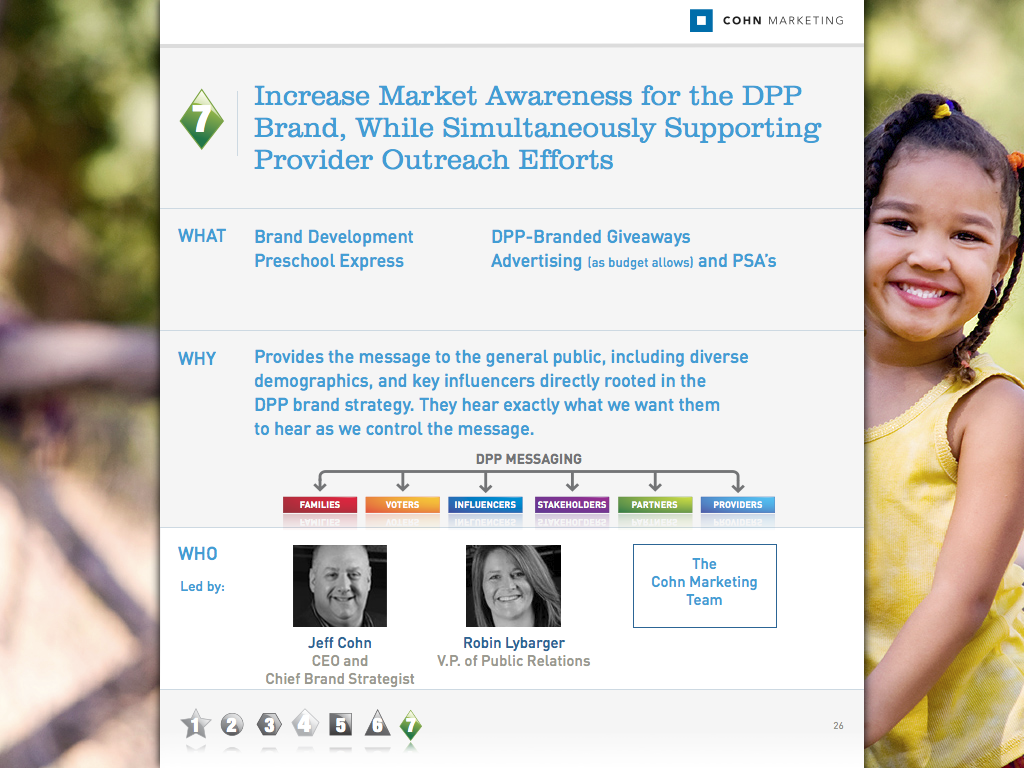 COHN MARKETING
7
Increase Market Awareness for the DPP
Brand, While Simultaneously Supporting
Provider Outreach Efforts
WHAT
Brand Development
Preschool Express
DPP-Branded Giveaways
Advertising (as budget allows) and PSA's
WHY
Provides the message to the general public, including diverse
demographics, and key influencers directly rooted in the
DPP brand strategy. They hear exactly what we want them
to hear as we control the message.
DPP MESSAGING
FAMILIES
VOTERS
INFLUENCERS
STAKEHOLDERS
PARTNERS
PROVIDERS
WHO
Led by:
Jeff Cohn
CEO and
Chief Brand Strategist
Robin Lybarger
V.P. of Public Relations
The
Cohn Marketing
Team
1 2 3 4 5 6 7
26